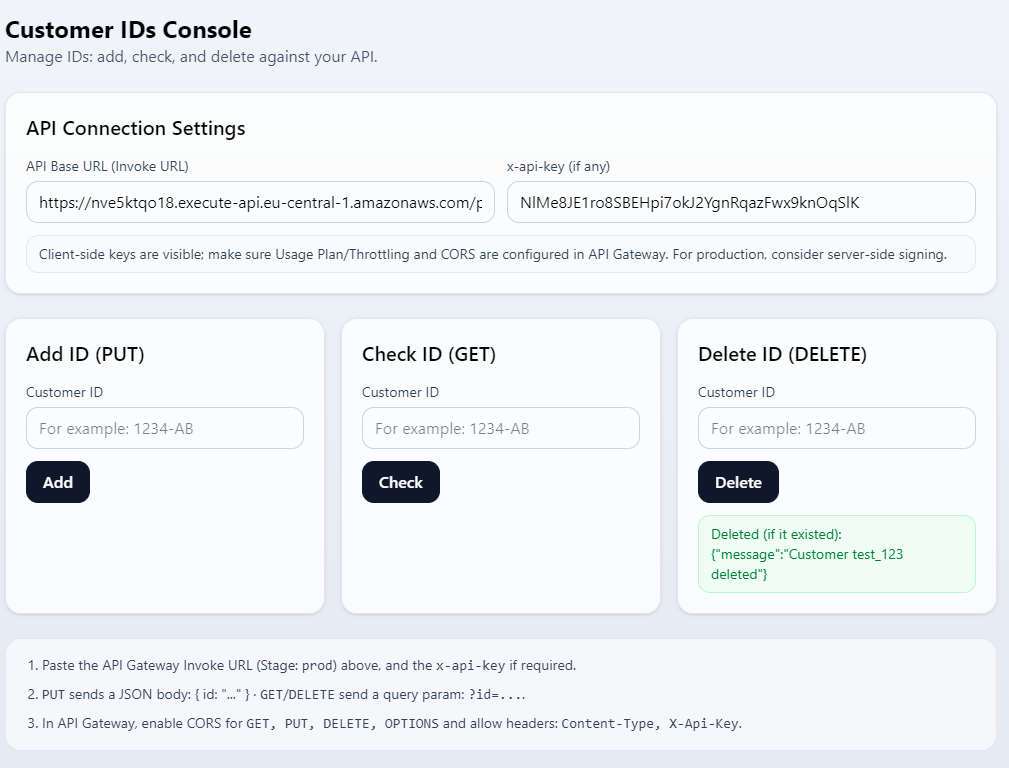 Customer IDs Console
Manage IDs: add, check, and delete against your API.
API Connection Settings
API Base URL (Invoke URL)
x-api-key (if any)
https://nve5ktqo18.execute-api.eu-central-1.amazonaws.com/p
NlMe8JE1ro8SBEHpi7okJ2YgnRqazFwx9knOqSlK
Client-side keys are visible; make sure Usage Plan/Throttling and CORS are configured in API Gateway. For production, consider server-side signing.
Add ID (PUT)
Customer ID
For example: 1234-AB
Add
Check ID (GET)
Customer ID
For example: 1234-AB
Check
Delete ID (DELETE)
Customer ID
For example: 1234-AB
Delete
Deleted (if it existed):
{"message":"Customer test_123
deleted"}
1. Paste the API Gateway Invoke URL (Stage: prod) above, and the x-api-key if required.
2. PUT sends a JSON body: { id: "..." } · GET/DELETE send a query param: ?id=....
3. In API Gateway, enable CORS for GET, PUT, DELETE, OPTIONS and allow headers: Content-Type, X-Api-Key.